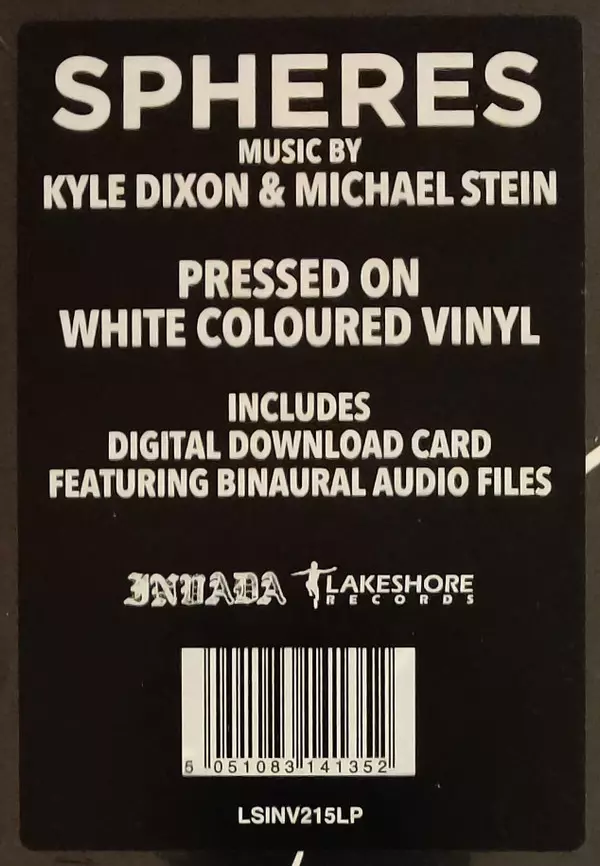 SPHERES
MUSIC BY
KYLE DIXON & MICHAEL STEIN
PRESSED ON
WHITE COLOURED VINYL
INCLUDES
DIGITAL DOWNLOAD CARD
FEATURING BINAURAL AUDIO FILES
INVADA LAKESHORE
RECORDS
5 051083 141352
LSINV215LP